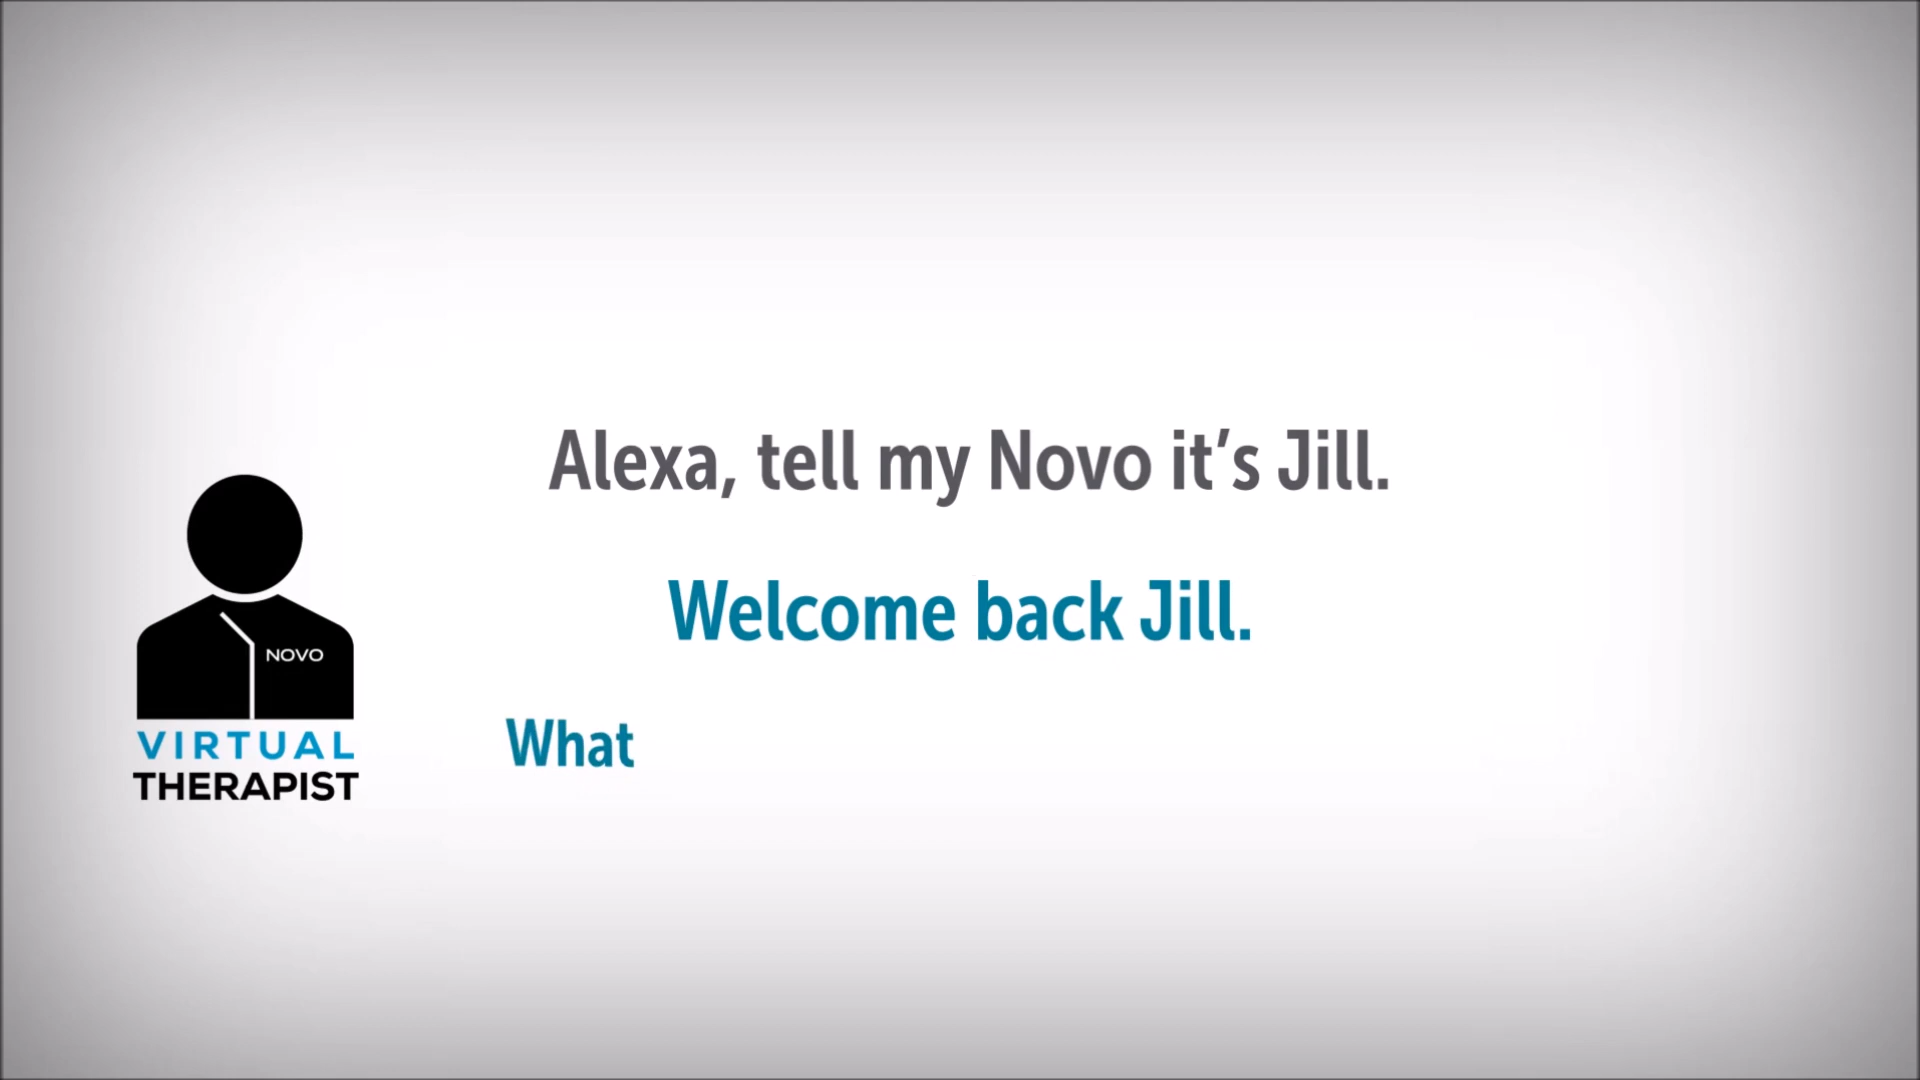 Alexa, tell my Novo it’s Jill.
Welcome back Jill.
What
NOVO
VIRTUAL
THERAPIST